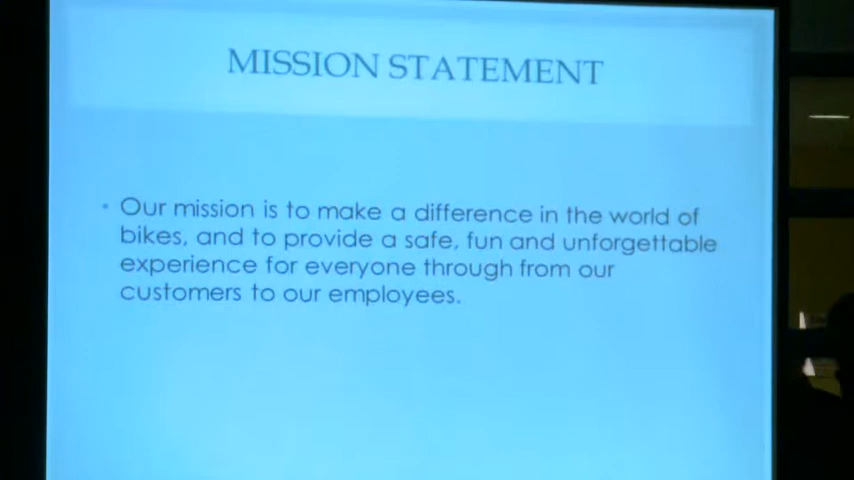 MISSION STATEMENT
• Our mission is to make a difference in the world of
bikes, and to provide a safe, fun and unforgettable
experience for everyone through from our
customers to our employees.